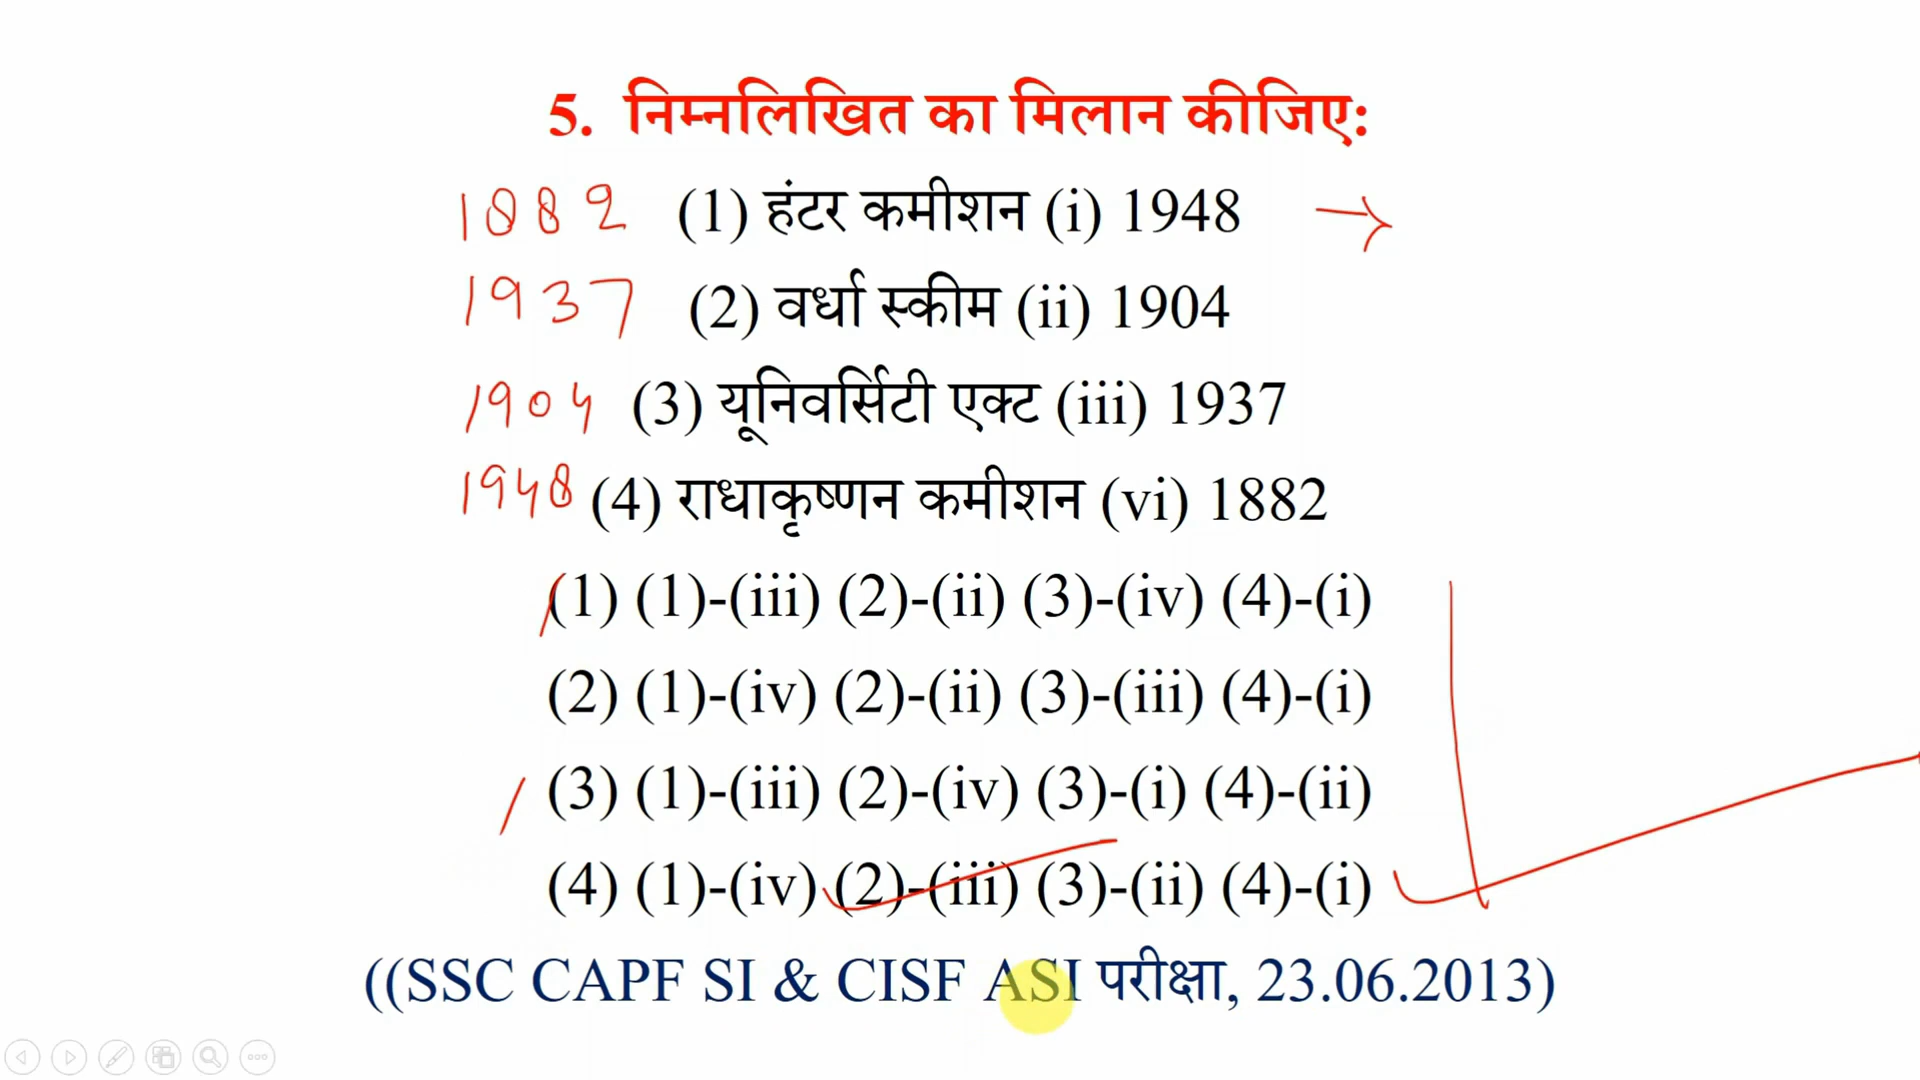 5. निम्नलिखित का मिलान कीजिए:
1882 (1) हंटर कमीशन (i) 1948
1937 (2) वर्धा स्कीम (ii) 1904
1904 (3) यूनिवर्सिटी एक्ट (iii) 1937
1948 (4) राधाकृष्णन कमीशन (vi) 1882
(1) (1)-(iii) (2)-(ii) (3)-(iv) (4)-(i)
(2) (1)-(iv) (2)-(ii) (3)-(iii) (4)-(i)
(3) (1)-(iii) (2)-(iv) (3)-(i) (4)-(ii)
(4) (1)-(iv) (2)-(iii) (3)-(ii) (4)-(i)
((SSC CAPF SI & CISF ASI परीक्षा, 23.06.2013)